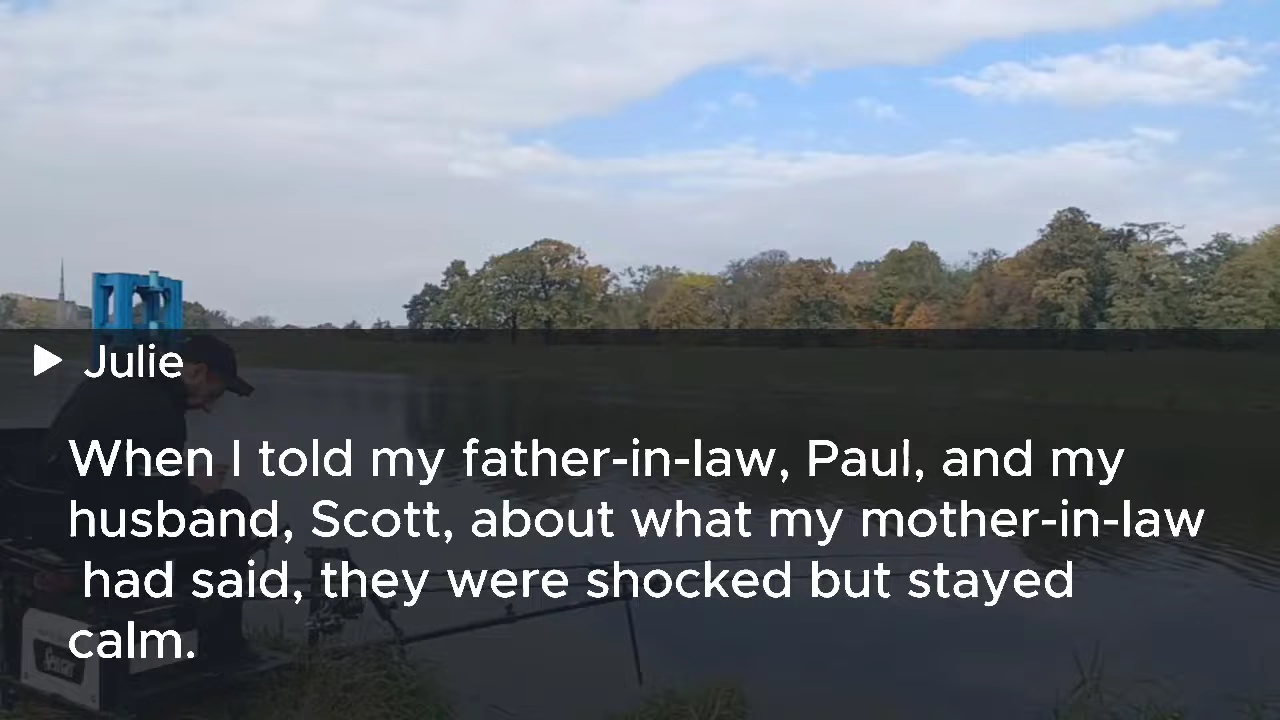 Julie
When I told my father-in-law, Paul, and my
husband, Scott, about what my mother-in-law
had said, they were shocked but stayed
calm.